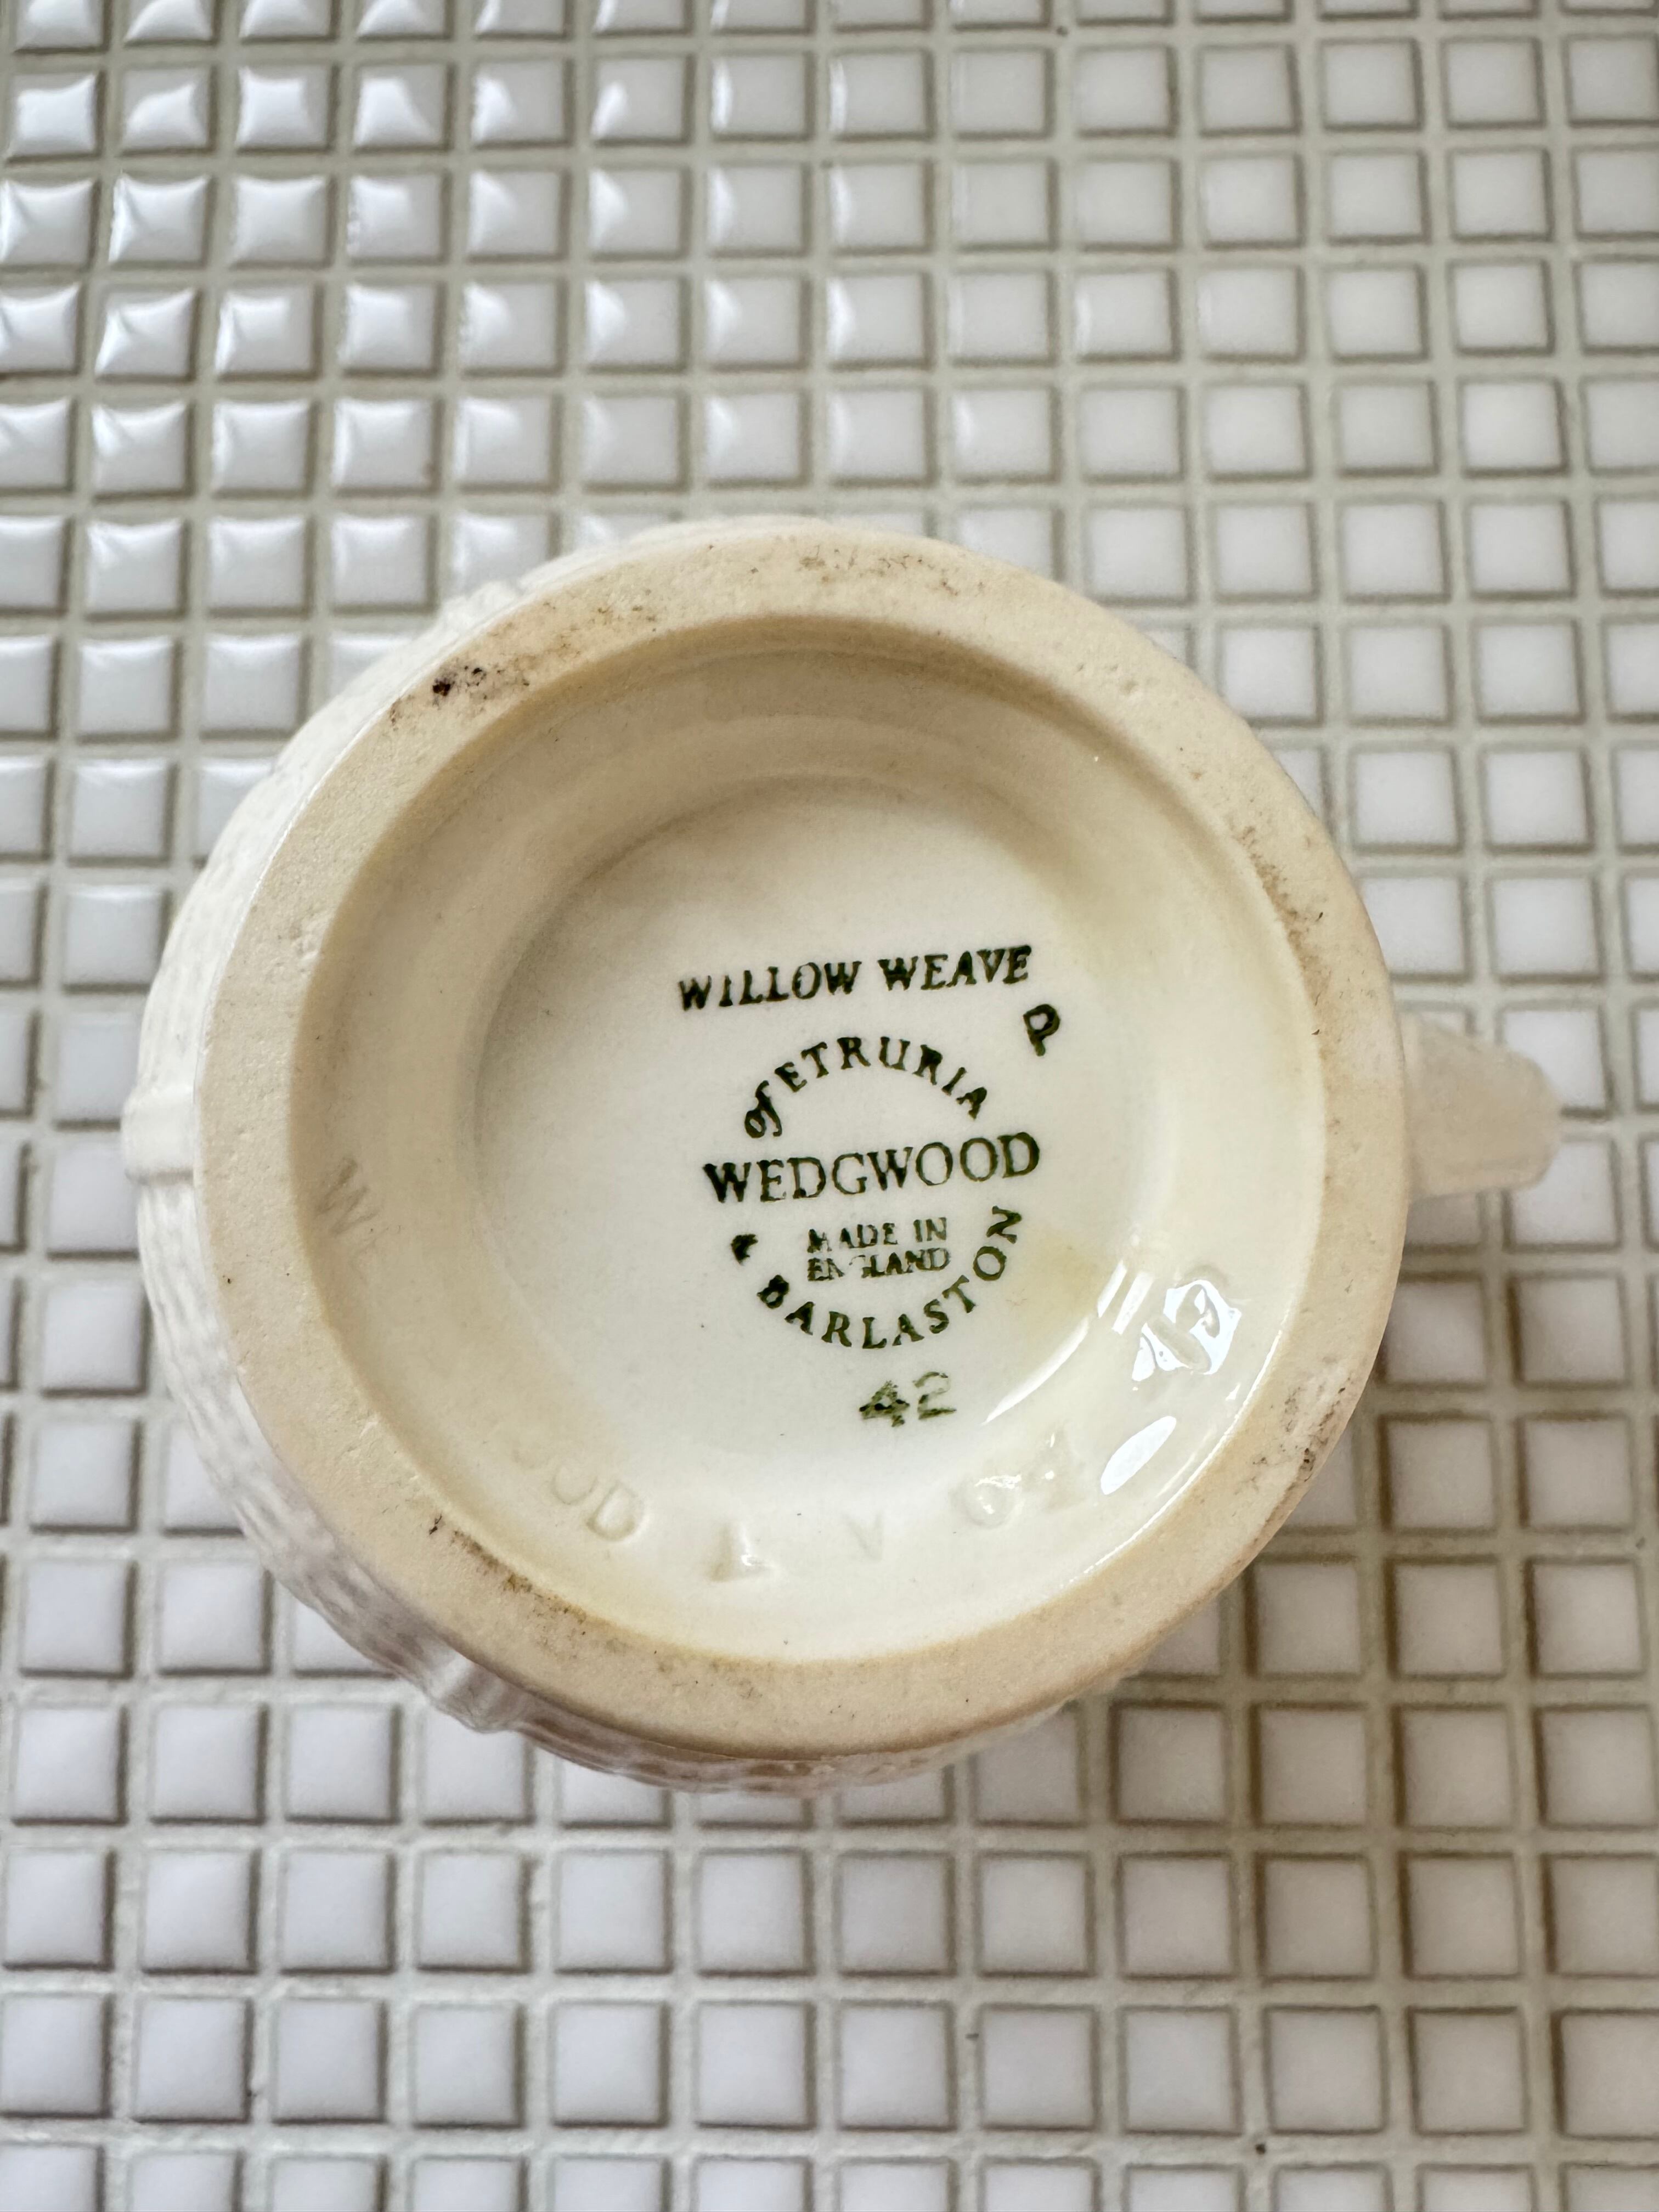 WILLOW WEAVE
P
of ETRURIA
WEDGWOOD
MADE IN
ENGLAND
& BARLASTON
42